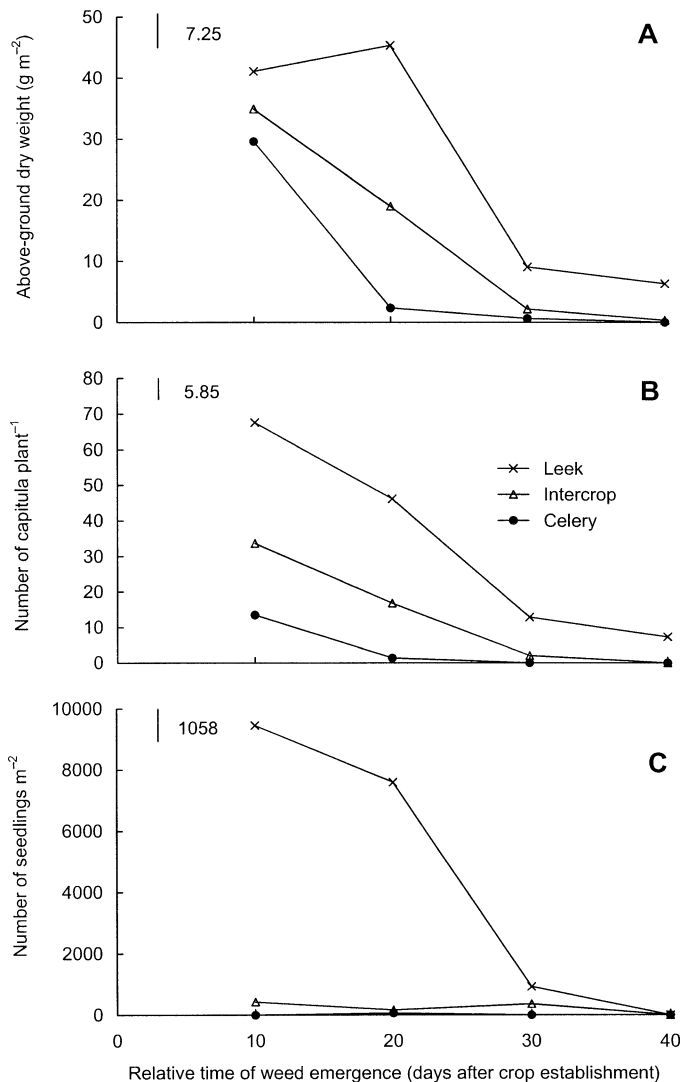 50
40
30
20
10
0
7.25
A
Above-ground dry weight (g m⁻²)
80
70
60
50
40
30
20
10
0
5.85
B
Leek
Intercrop
Celery
Number of capitula plant⁻¹
10000
8000
6000
4000
2000
0
1058
C
Number of seedlings m⁻²
0 10 20 30 40
Relative time of weed emergence (days after crop establishment)